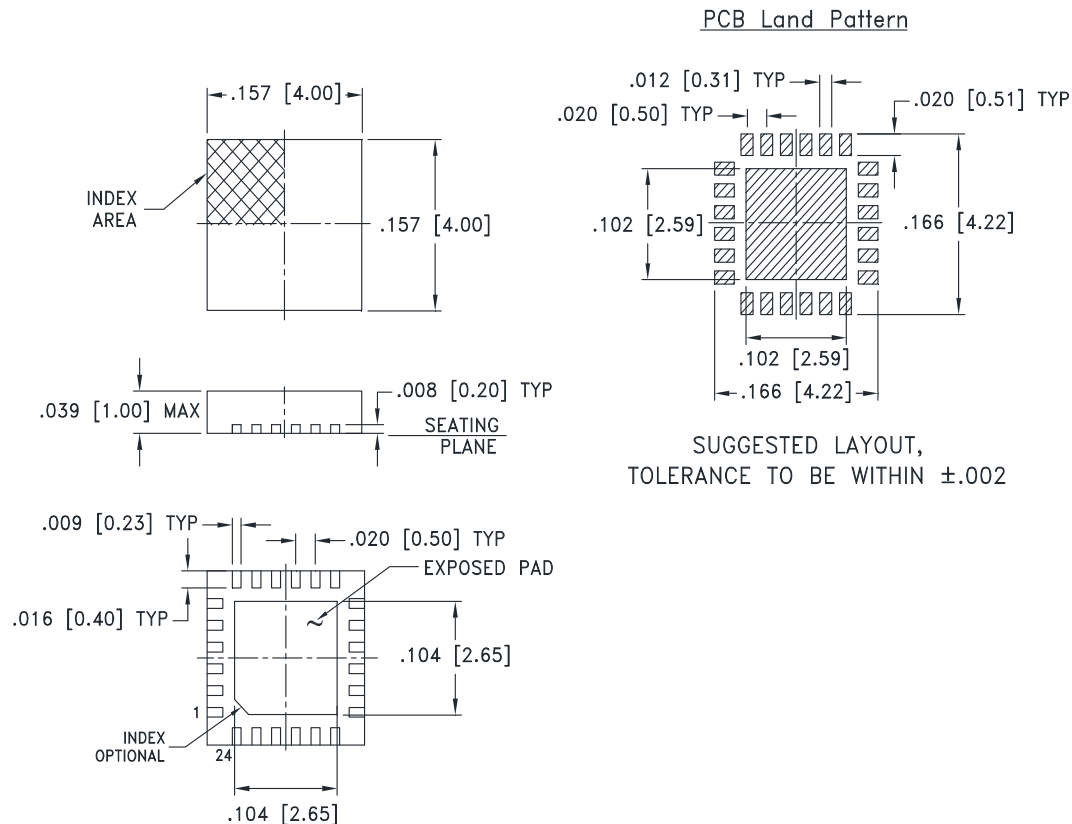 PCB Land Pattern
.157 [4.00]
INDEX
AREA
.157 [4.00]
.012 [0.31] TYP
.020 [0.50] TYP
.020 [0.51] TYP
.102 [2.59]
.166 [4.22]
.102 [2.59]
.166 [4.22]
SUGGESTED LAYOUT,
TOLERANCE TO BE WITHIN ±.002
.039 [1.00] MAX
.008 [0.20] TYP
SEATING
PLANE
.009 [0.23] TYP
.020 [0.50] TYP
EXPOSED PAD
.016 [0.40] TYP
.104 [2.65]
1
INDEX
OPTIONAL
24
.104 [2.65]